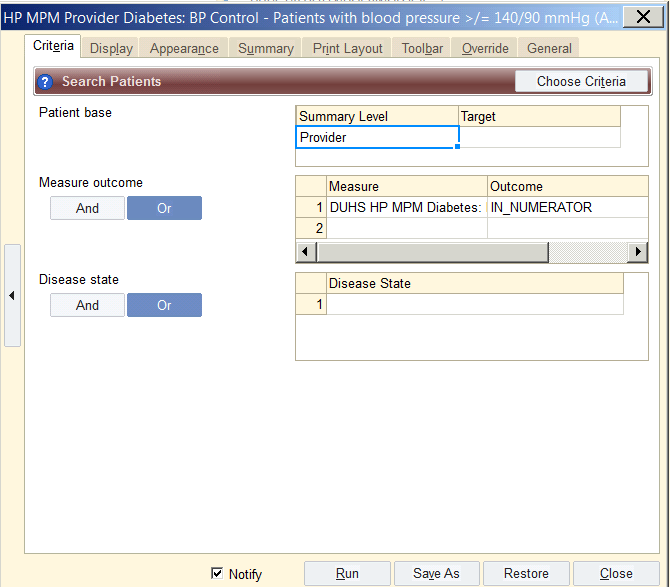 HP MPM Provider Diabetes: BP Control - Patients with blood pressure >/= 140/90 mmHg (A...
Criteria Display Appearance Summary Print Layout Toolbar Override General
? Search Patients Choose Criteria
Patient base
Summary Level Target
Provider
Measure outcome
And Or
Measure Outcome
1 DUHS HP MPM Diabetes: IN_NUMERATOR
2
Disease state
And Or
Disease State
1
Notify Run Save As Restore Close